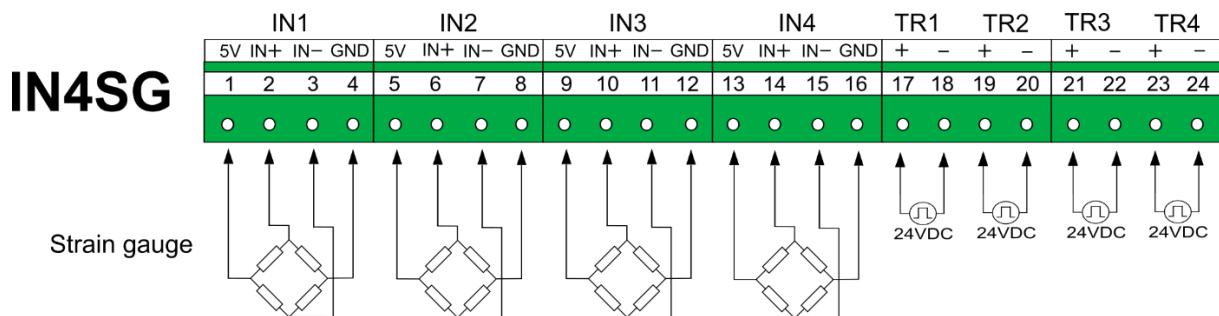 IN1 IN2 IN3 IN4 TR1 TR2 TR3 TR4
5V IN+ IN− GND 5V IN+ IN− GND 5V IN+ IN− GND 5V IN+ IN− GND + − + − + − + −
IN4SG
1 2 3 4 5 6 7 8 9 10 11 12 13 14 15 16 17 18 19 20 21 22 23 24
24VDC 24VDC 24VDC 24VDC
Strain gauge